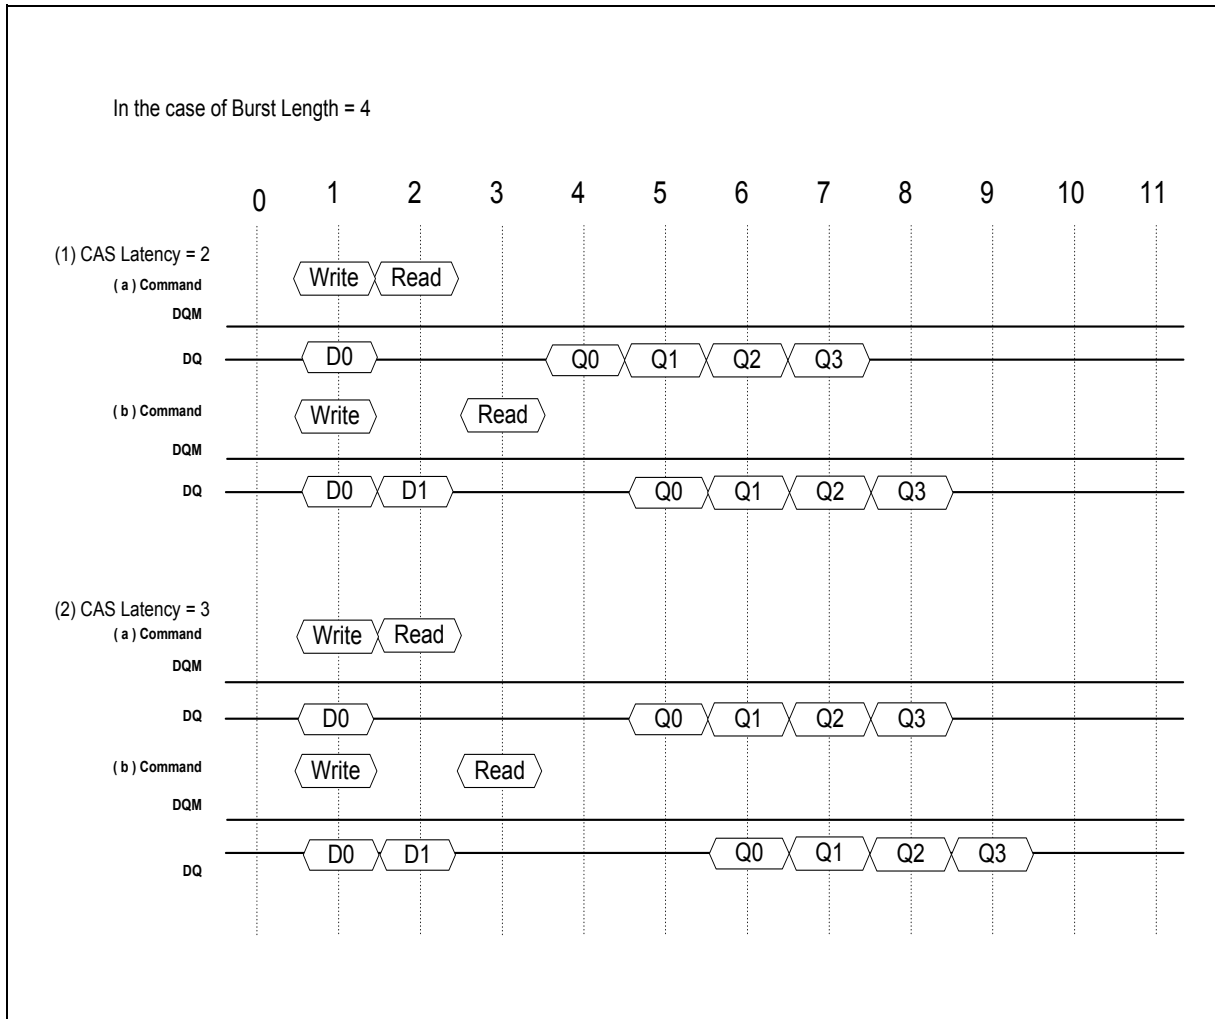 In the case of Burst Length = 4
0 1 2 3 4 5 6 7 8 9 10 11
(1) CAS Latency = 2
( a ) Command Write Read
DQM
DQ D0 Q0 Q1 Q2 Q3
( b ) Command Write Read
DQM
DQ D0 D1 Q0 Q1 Q2 Q3
(2) CAS Latency = 3
( a ) Command Write Read
DQM
DQ D0 Q0 Q1 Q2 Q3
( b ) Command Write Read
DQM
DQ D0 D1 Q0 Q1 Q2 Q3